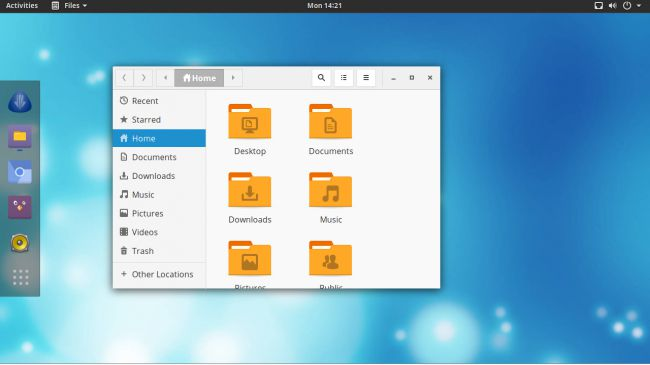 Activities Files Mon 14:21
Home
Recent
Starred
Home
Documents
Downloads
Music
Pictures
Videos
Trash
Other Locations
Desktop Documents
Downloads Music
Pictures Public